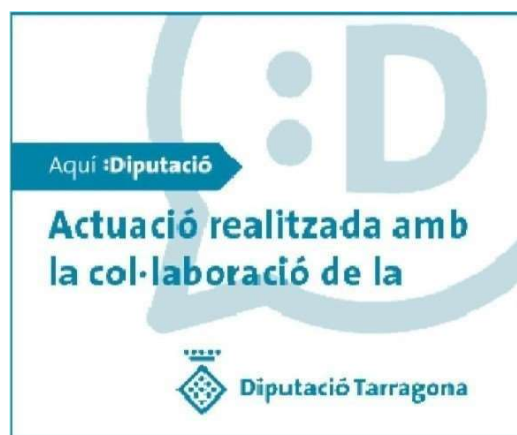 :D
Aquí :Diputació
Actuació realitzada amb
la col·laboració de la
Diputació Tarragona